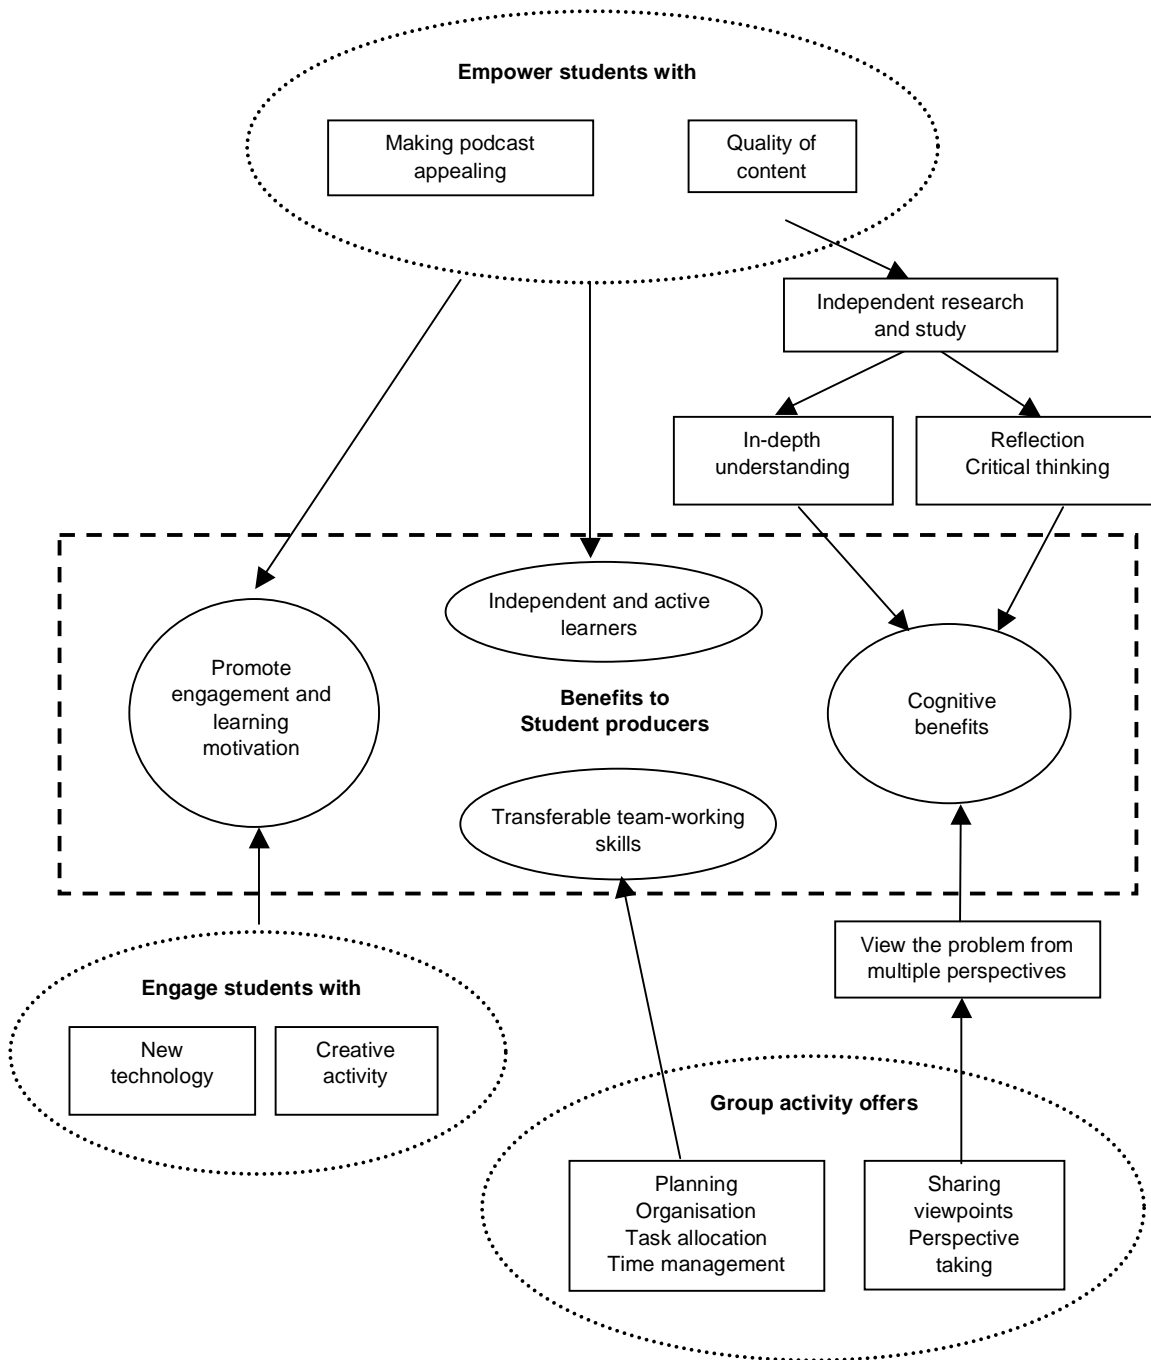 Empower students with
Making podcast
appealing
Quality of
content
Independent research
and study
In-depth
understanding
Reflection
Critical thinking
Independent and active
learners
Promote
engagement and
learning
motivation
Benefits to
Student producers
Cognitive
benefits
Transferable team-working
skills
View the problem from
multiple perspectives
Engage students with
New
technology
Creative
activity
Group activity offers
Planning
Organisation
Task allocation
Time management
Sharing
viewpoints
Perspective
taking